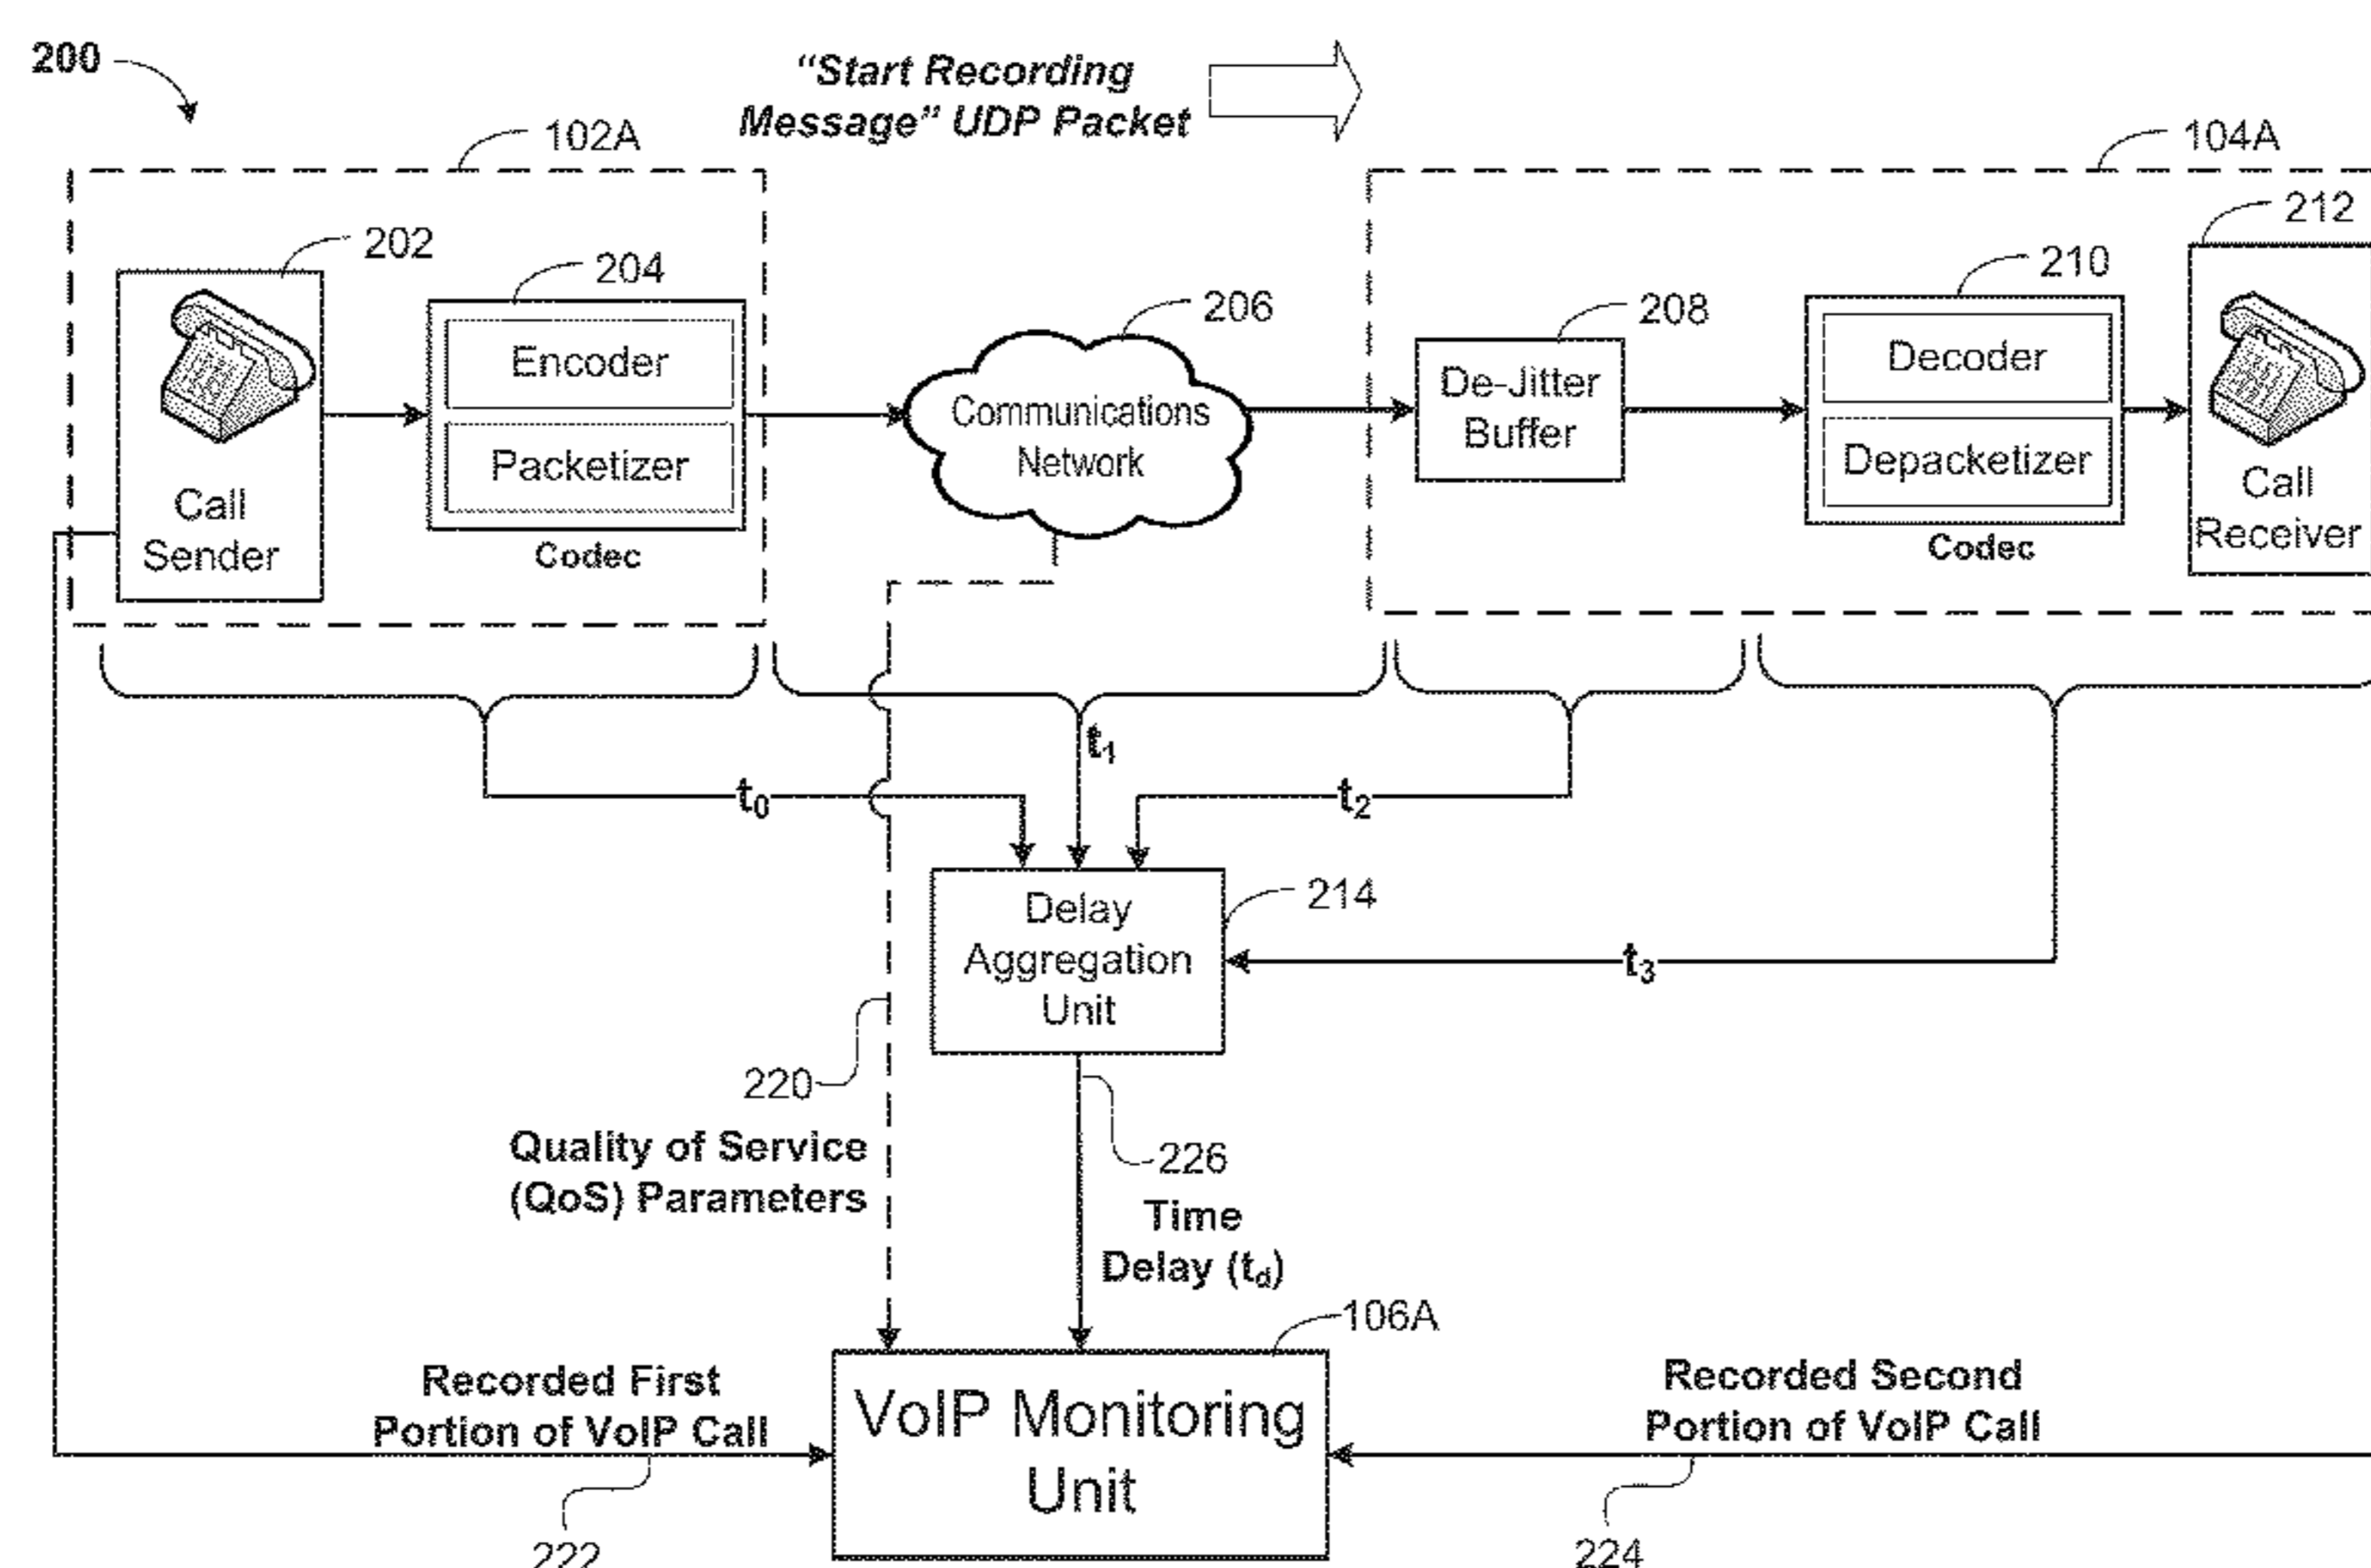 200
"Start Recording
Message" UDP Packet
102A
104A
202
204
206
208
210
212
Encoder
Packetizer
Codec
Call
Sender
Communications
Network
De-Jitter
Buffer
Decoder
Depacketizer
Codec
Call
Receiver
t₁
t₀
t₂
t₃
Delay
Aggregation
Unit
214
220
Quality of Service
(QoS) Parameters
226
Time
Delay (t_d)
106A
VoIP Monitoring
Unit
Recorded First
Portion of VoIP Call
Recorded Second
Portion of VoIP Call
222
224